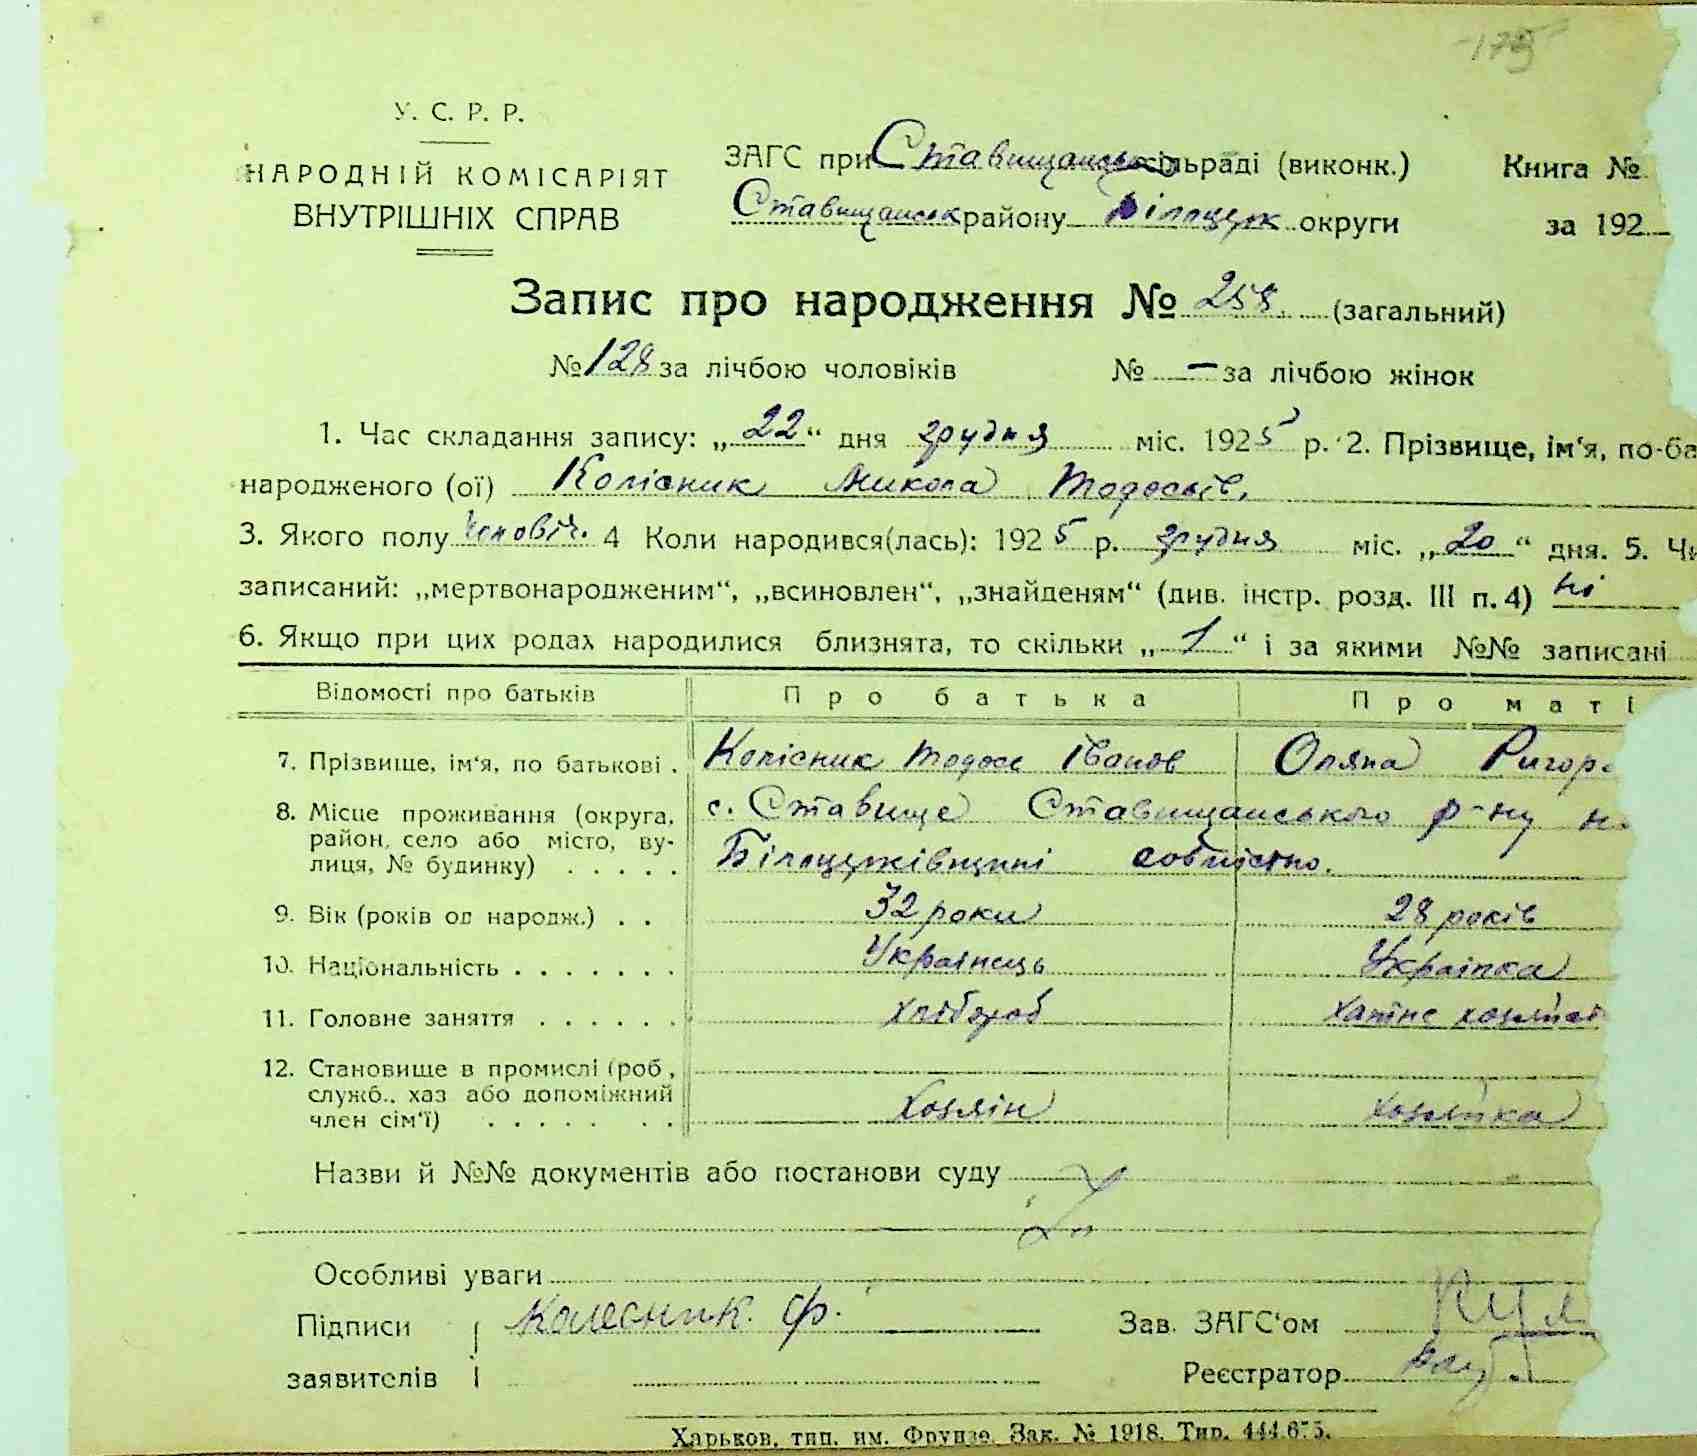 175
У. С. Р. Р.
НАРОДНІЙ КОМІСАРІЯТ
ВНУТРІШНІХ СПРАВ
ЗАГС при Ставищанськ сільраді (виконк.)
Ставищанськ району Білоцерк округи
Книга №
за 192
Запис про народження № 258 (загальний)
№ 128 за лічбою чоловіків № — за лічбою жінок
1. Час складання запису: „22“ дня грудня міс. 1925 р. 2. Прізвище, ім‘я, по-ба
народженого (ої) Колісник Микола Тодосьів.
3. Якого полу чоловіч. 4 Коли народився(лась): 1925 р. грудня міс. „20“ дня. 5. Чи
записаний: „мертвонародженим“, „всиновлен“, „знайденям“ (див. інстр. розд. III п. 4) ні
6. Якщо при цих родах народилися близнята, то скільки „1“ і за якими №№ записані
Відомості про батьків Про батька Про маті
7. Прізвище, ім‘я, по батькові . Колісник Тодосє Іванов Оляна Ригор
8. Місце проживання (округа, район, село або місто, вулиця, № будинку) . . . . . с. Ставище Ставищанського р-ну н
Білоцерківщині собмістно.
9. Вік (років од народж.) . . 32 роки 28 років
10. Національність . . . . . . . Українець Українка
11. Головне заняття . . . . . . хлібороб хатнє хозяйст
12. Становище в промислі (роб, служб., хаз або допоміжний член сім‘ї) . . . . . . Хозяїн хозяйка
Назви й №№ документів або постанови суду
Особливі уваги
Підписи заявителів Колесник. Ф.
Зав. ЗАГС‘ом
Реєстратор
Харьков, тип. им. Фрунзе. Зак. № 1918. Тир. 444.675.